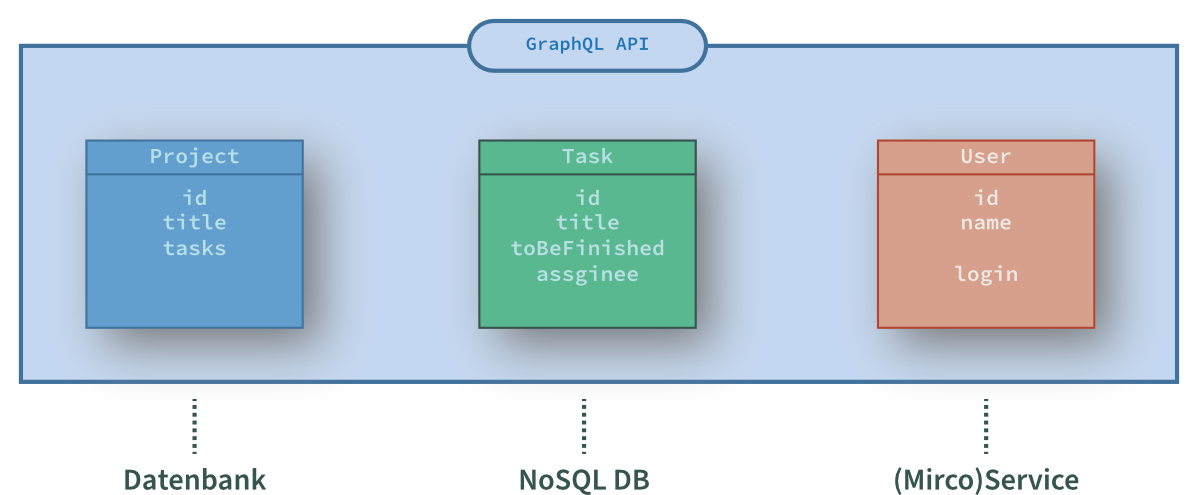 GraphQL API
Project
id
title
tasks
Task
id
title
toBeFinished
assginee
User
id
name
login
Datenbank
NoSQL DB
(Mirco)Service